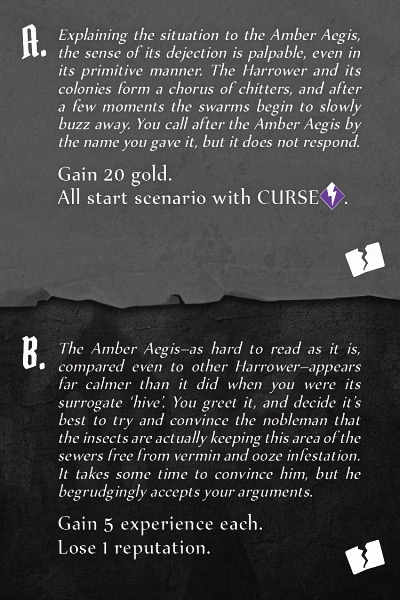 A. Explaining the situation to the Amber Aegis,
the sense of its dejection is palpable, even in
its primitive manner. The Harrower and its
colonies form a chorus of chitters, and after
a few moments the swarms begin to slowly
buzz away. You call after the Amber Aegis by
the name you gave it, but it does not respond.
Gain 20 gold.
All start scenario with CURSE.
B. The Amber Aegis—as hard to read as it is,
compared even to other Harrower—appears
far calmer than it did when you were its
surrogate ‘hive’. You greet it, and decide it’s
best to try and convince the nobleman that
the insects are actually keeping this area of the
sewers free from vermin and ooze infestation.
It takes some time to convince him, but he
begrudgingly accepts your arguments.
Gain 5 experience each.
Lose 1 reputation.